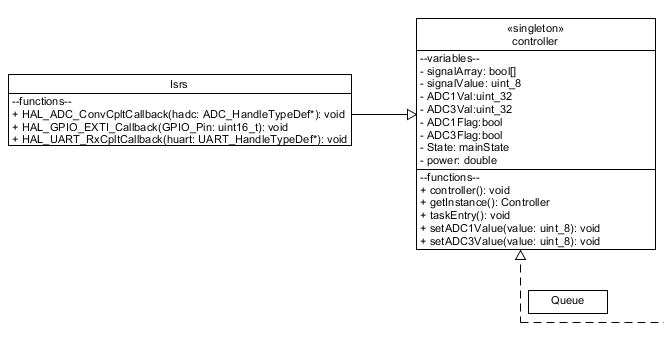 Isrs
--functions--
+ HAL_ADC_ConvCpltCallback(hadc: ADC_HandleTypeDef*): void
+ HAL_GPIO_EXTI_Callback(GPIO_Pin: uint16_t): void
+ HAL_UART_RxCpltCallback(huart: UART_HandleTypeDef*): void
«singleton»
controller
--variables--
- signalArray: bool[]
- signalValue: uint_8
- ADC1Val:uint_32
- ADC3Val:uint_32
- ADC1Flag:bool
- ADC3Flag:bool
- State: mainState
- power: double
--functions--
+ controller(): void
+ getInstance(): Controller
+ taskEntry(): void
+ setADC1Value(value: uint_8): void
+ setADC3Value(value: uint_8): void
Queue